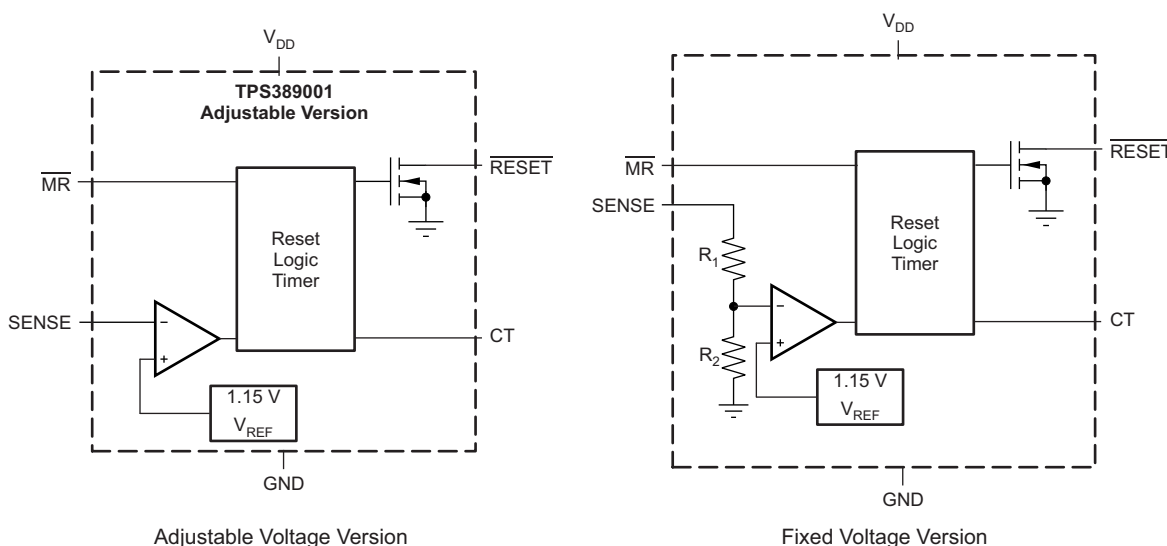 V_DD
TPS389001
Adjustable Version
MR
RESET
Reset
Logic
Timer
SENSE
CT
1.15 V
V_REF
GND
Adjustable Voltage Version
V_DD
MR
RESET
SENSE
R_1
Reset
Logic
Timer
R_2
CT
1.15 V
V_REF
GND
Fixed Voltage Version